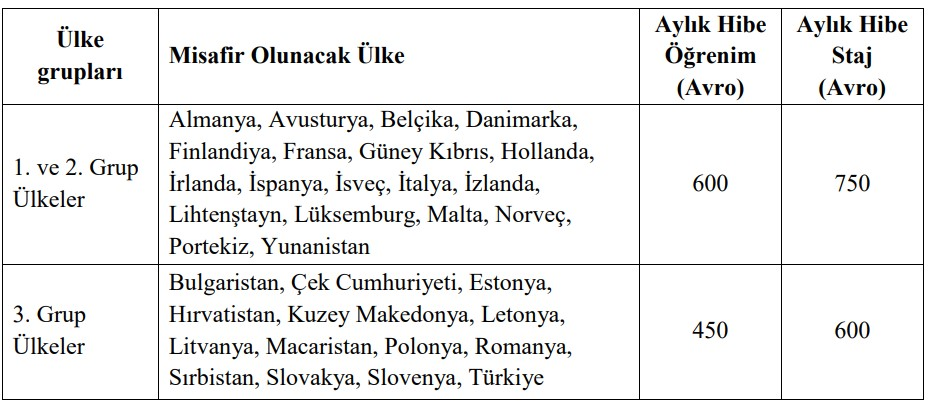 Ülke
grupları
Misafir Olunacak Ülke
Aylık Hibe
Öğrenim
(Avro)
Aylık Hibe
Staj
(Avro)
1. ve 2. Grup
Ülkeler
Almanya, Avusturya, Belçika, Danimarka,
Finlandiya, Fransa, Güney Kıbrıs, Hollanda,
İrlanda, İspanya, İsveç, İtalya, İzlanda,
Lihtenştayn, Lüksemburg, Malta, Norveç,
Portekiz, Yunanistan
600
750
3. Grup
Ülkeler
Bulgaristan, Çek Cumhuriyeti, Estonya,
Hırvatistan, Kuzey Makedonya, Letonya,
Litvanya, Macaristan, Polonya, Romanya,
Sırbistan, Slovakya, Slovenya, Türkiye
450
600